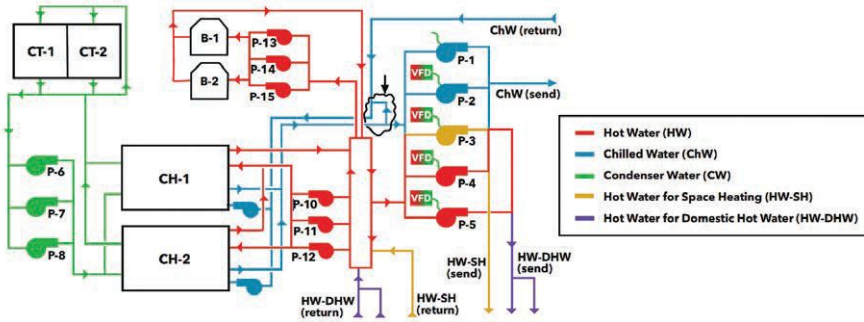 CT-1
CT-2
B-1
B-2
P-13
P-14
P-15
ChW (return)
ChW (send)
VFD
VFD
VFD
VFD
P-1
P-2
P-3
P-4
P-5
P-6
P-7
P-8
CH-1
CH-2
P-10
P-11
P-12
HW-DHW
(return)
HW-SH
(return)
HW-SH
(send)
HW-DHW
(send)
Hot Water (HW)
Chilled Water (ChW)
Condenser Water (CW)
Hot Water for Space Heating (HW-SH)
Hot Water for Domestic Hot Water (HW-DHW)